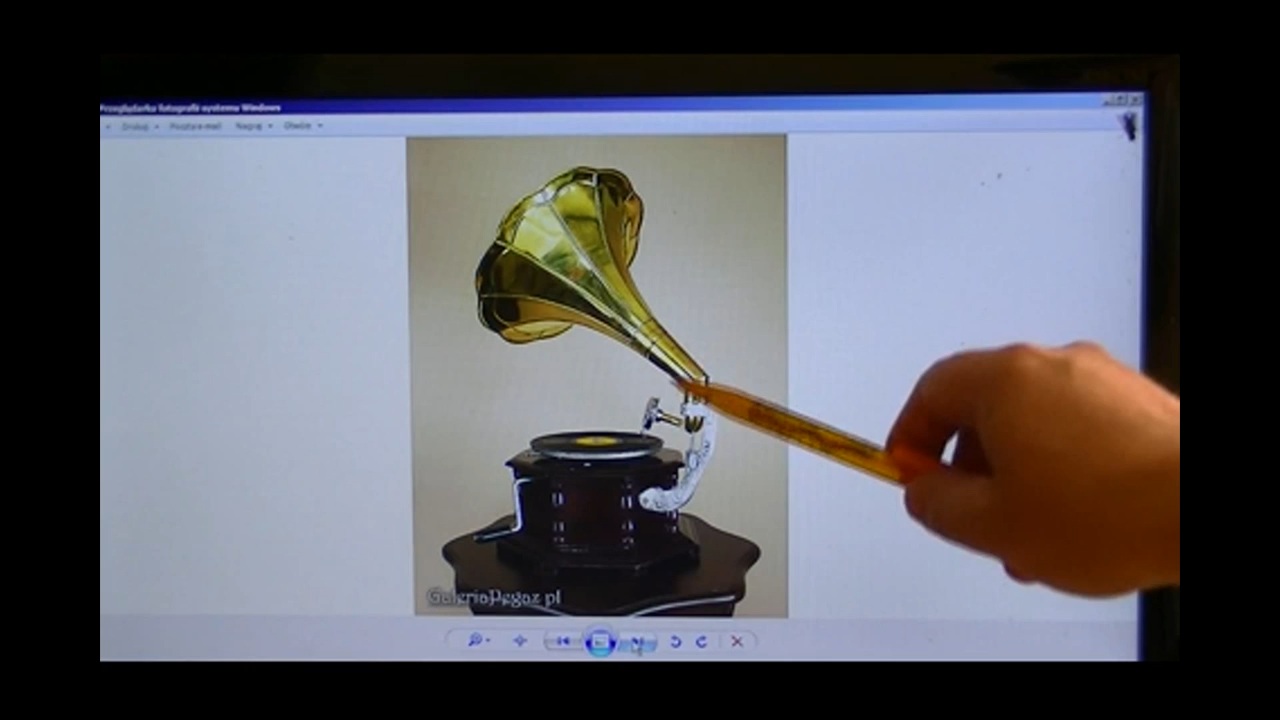 Przeglądarka fotografii systemu Windows
Drukuj Poczta e-mail Nagraj Otwórz
GaleriaPegaz.pl